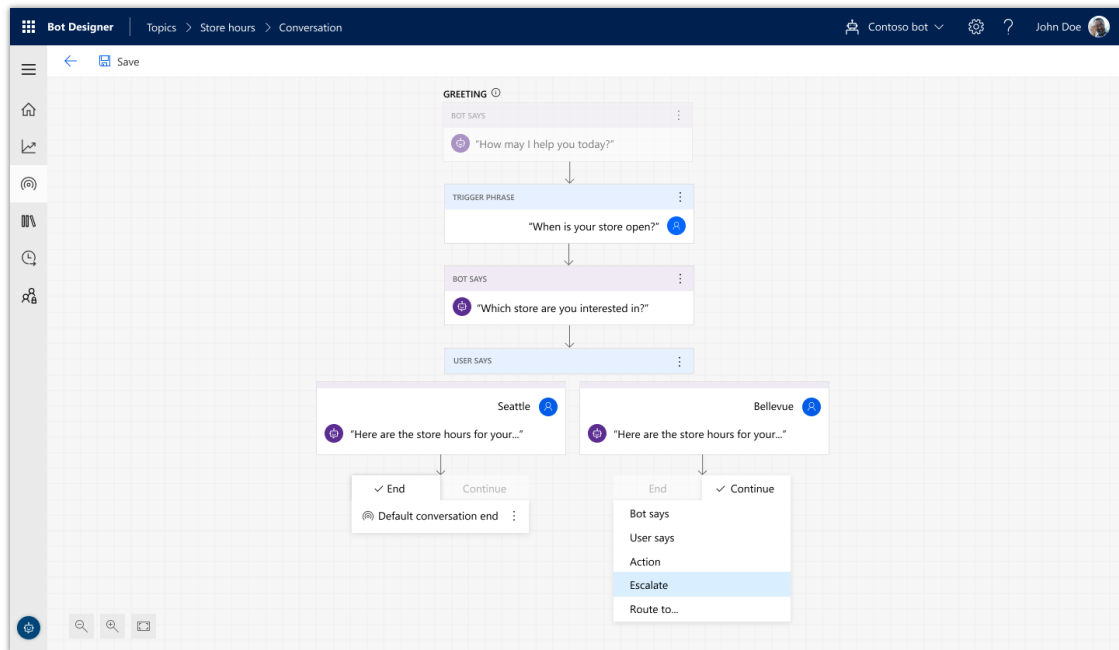 Bot Designer Topics > Store hours > Conversation Contoso bot ? John Doe
Save
GREETING
BOT SAYS
"How may I help you today?"
TRIGGER PHRASE
"When is your store open?"
BOT SAYS
"Which store are you interested in?"
USER SAYS
Seattle
"Here are the store hours for your..."
Bellevue
"Here are the store hours for your..."
End Continue
Default conversation end
End Continue
Bot says
User says
Action
Escalate
Route to...